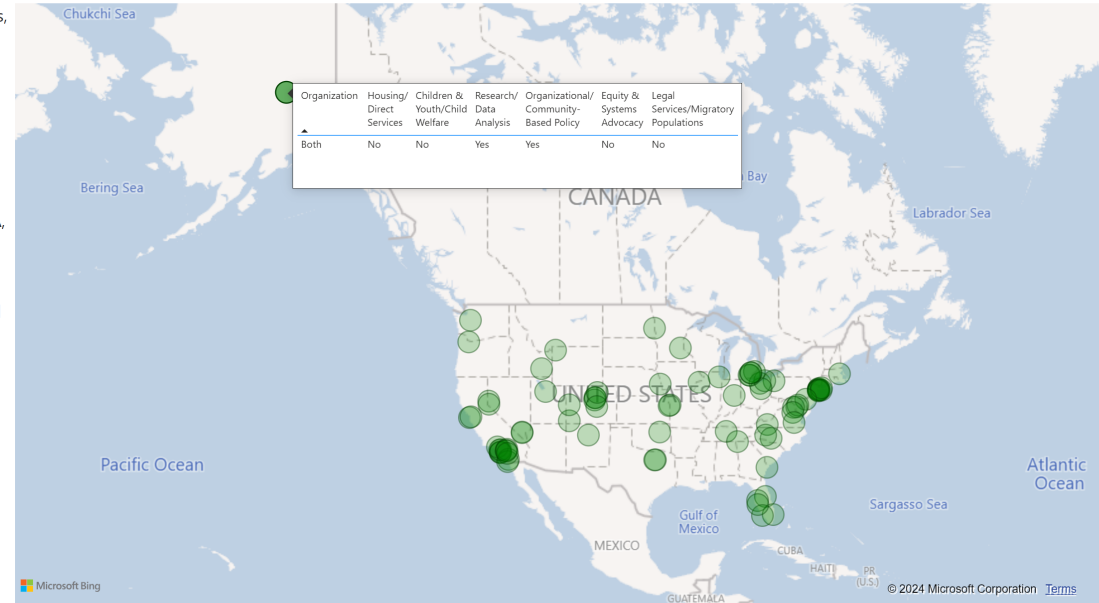 Chukchi Sea
s,
Organization
Housing/
Direct
Services
Children &
Youth/Child
Welfare
Research/
Data
Analysis
Organizational/
Community-
Based Policy
Equity &
Systems
Advocacy
Legal
Services/Migratory
Populations
Both No No Yes Yes No No
Bay
Bering Sea
CANADA
Labrador Sea
UNITED STATES
Pacific Ocean
Atlantic
Ocean
Sargasso Sea
Gulf of
Mexico
MEXICO
CUBA
HAITI
PR
(U.S.)
GUATEMALA
Microsoft Bing
© 2024 Microsoft Corporation Terms